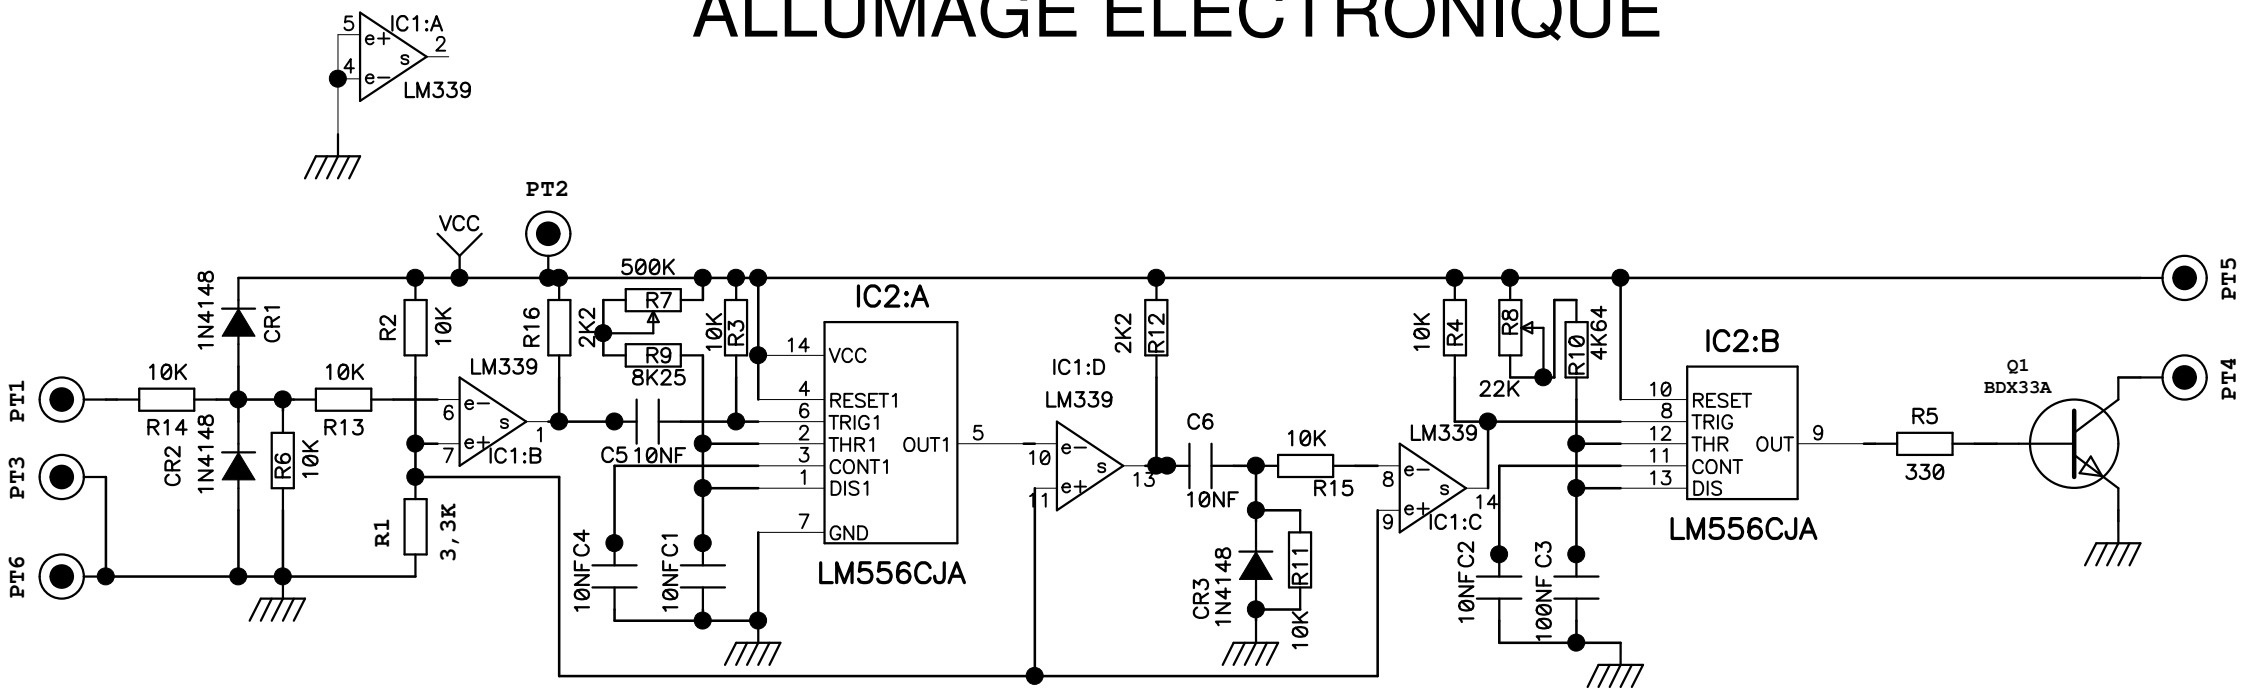 ALLUMAGE ELECTRONIQUE
IC1:A
5
e+
2
s
4
e-
LM339
PT2
VCC
1N4148
CR1
R2
10K
R16
2K2
500K
R7
R9
8K25
10K
R3
IC2:A
14
VCC
4
RESET1
6
TRIG1
2
THR1
3
CONT1
1
DIS1
7
GND
OUT1
5
LM556CJA
PT1
10K
R14
10K
R13
CR2
1N4148
R6
10K
PT3
PT6
R1
3,3K
LM339
6
e-
s
1
e+
7
IC1:B
C5
10NF
10NF
C4
10NF
C1
2K2
R12
IC1:D
LM339
e-
10
s
13
e+
11
C6
10NF
10K
R15
CR3
1N4148
R11
10K
LM339
e-
8
s
14
e+
9
IC1:C
10K
R4
R8
22K
R10
4K64
IC2:B
10
RESET
8
TRIG
12
THR
11
CONT
13
DIS
OUT
9
LM556CJA
10NF
C2
100NF
C3
R5
330
Q1
BDX33A
PT5
PT4